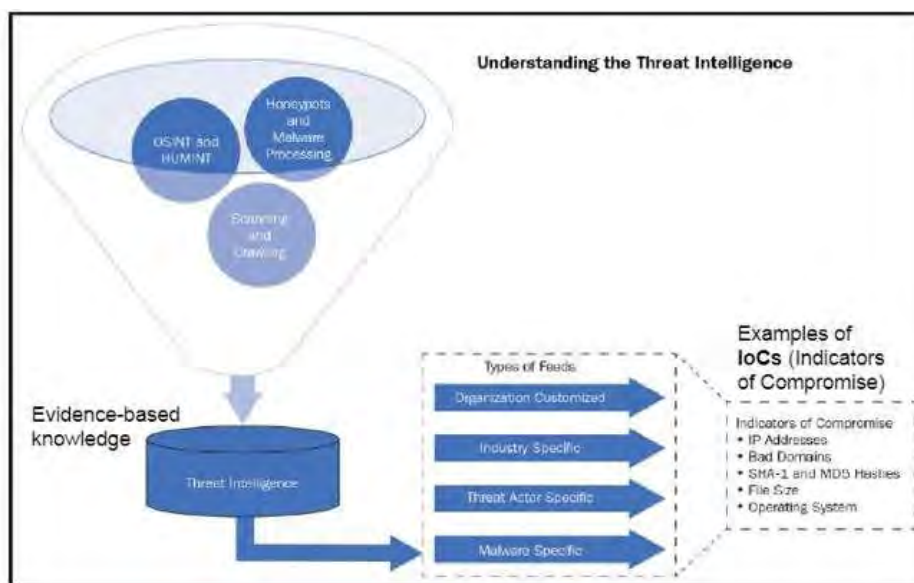 Understanding the Threat Intelligence
Honeypots
and
Malware
Processing
OSINT and
HUMINT
Scanning
and
Crawling
Evidence-based
knowledge
Threat Intelligence
Types of Feeds
Organization Customized
Industry Specific
Threat Actor Specific
Malware Specific
Examples of
IoCs (Indicators
of Compromise)
Indicators of Compromise
• IP Addresses
• Bad Domains
• SHA-1 and MD5 Hashes
• File Size
• Operating System